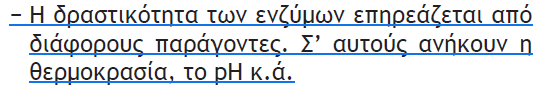 – Η δραστικότητα των ενζύμων επηρεάζεται από
διάφορους παράγοντες. Σ’ αυτούς ανήκουν η
θερμοκρασία, το pH κ.ά.